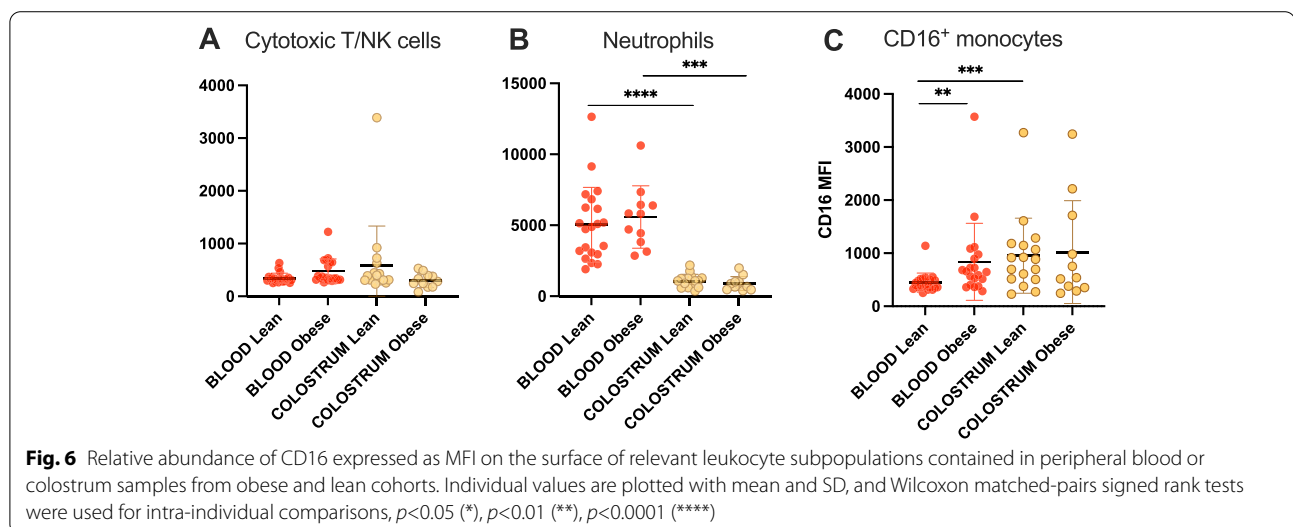 A Cytotoxic T/NK cells
4000
3000
2000
1000
0
BLOOD Lean
BLOOD Obese
COLOSTRUM Lean
COLOSTRUM Obese
B Neutrophils
***
****
15000
10000
5000
0
BLOOD Lean
BLOOD Obese
COLOSTRUM Lean
COLOSTRUM Obese
C CD16+ monocytes
***
**
CD16 MFI
4000
3000
2000
1000
0
BLOOD Lean
BLOOD Obese
COLOSTRUM Lean
COLOSTRUM Obese
Fig. 6 Relative abundance of CD16 expressed as MFI on the surface of relevant leukocyte subpopulations contained in peripheral blood or
colostrum samples from obese and lean cohorts. Individual values are plotted with mean and SD, and Wilcoxon matched-pairs signed rank tests
were used for intra-individual comparisons, p<0.05 (*), p<0.01 (**), p<0.0001 (****)